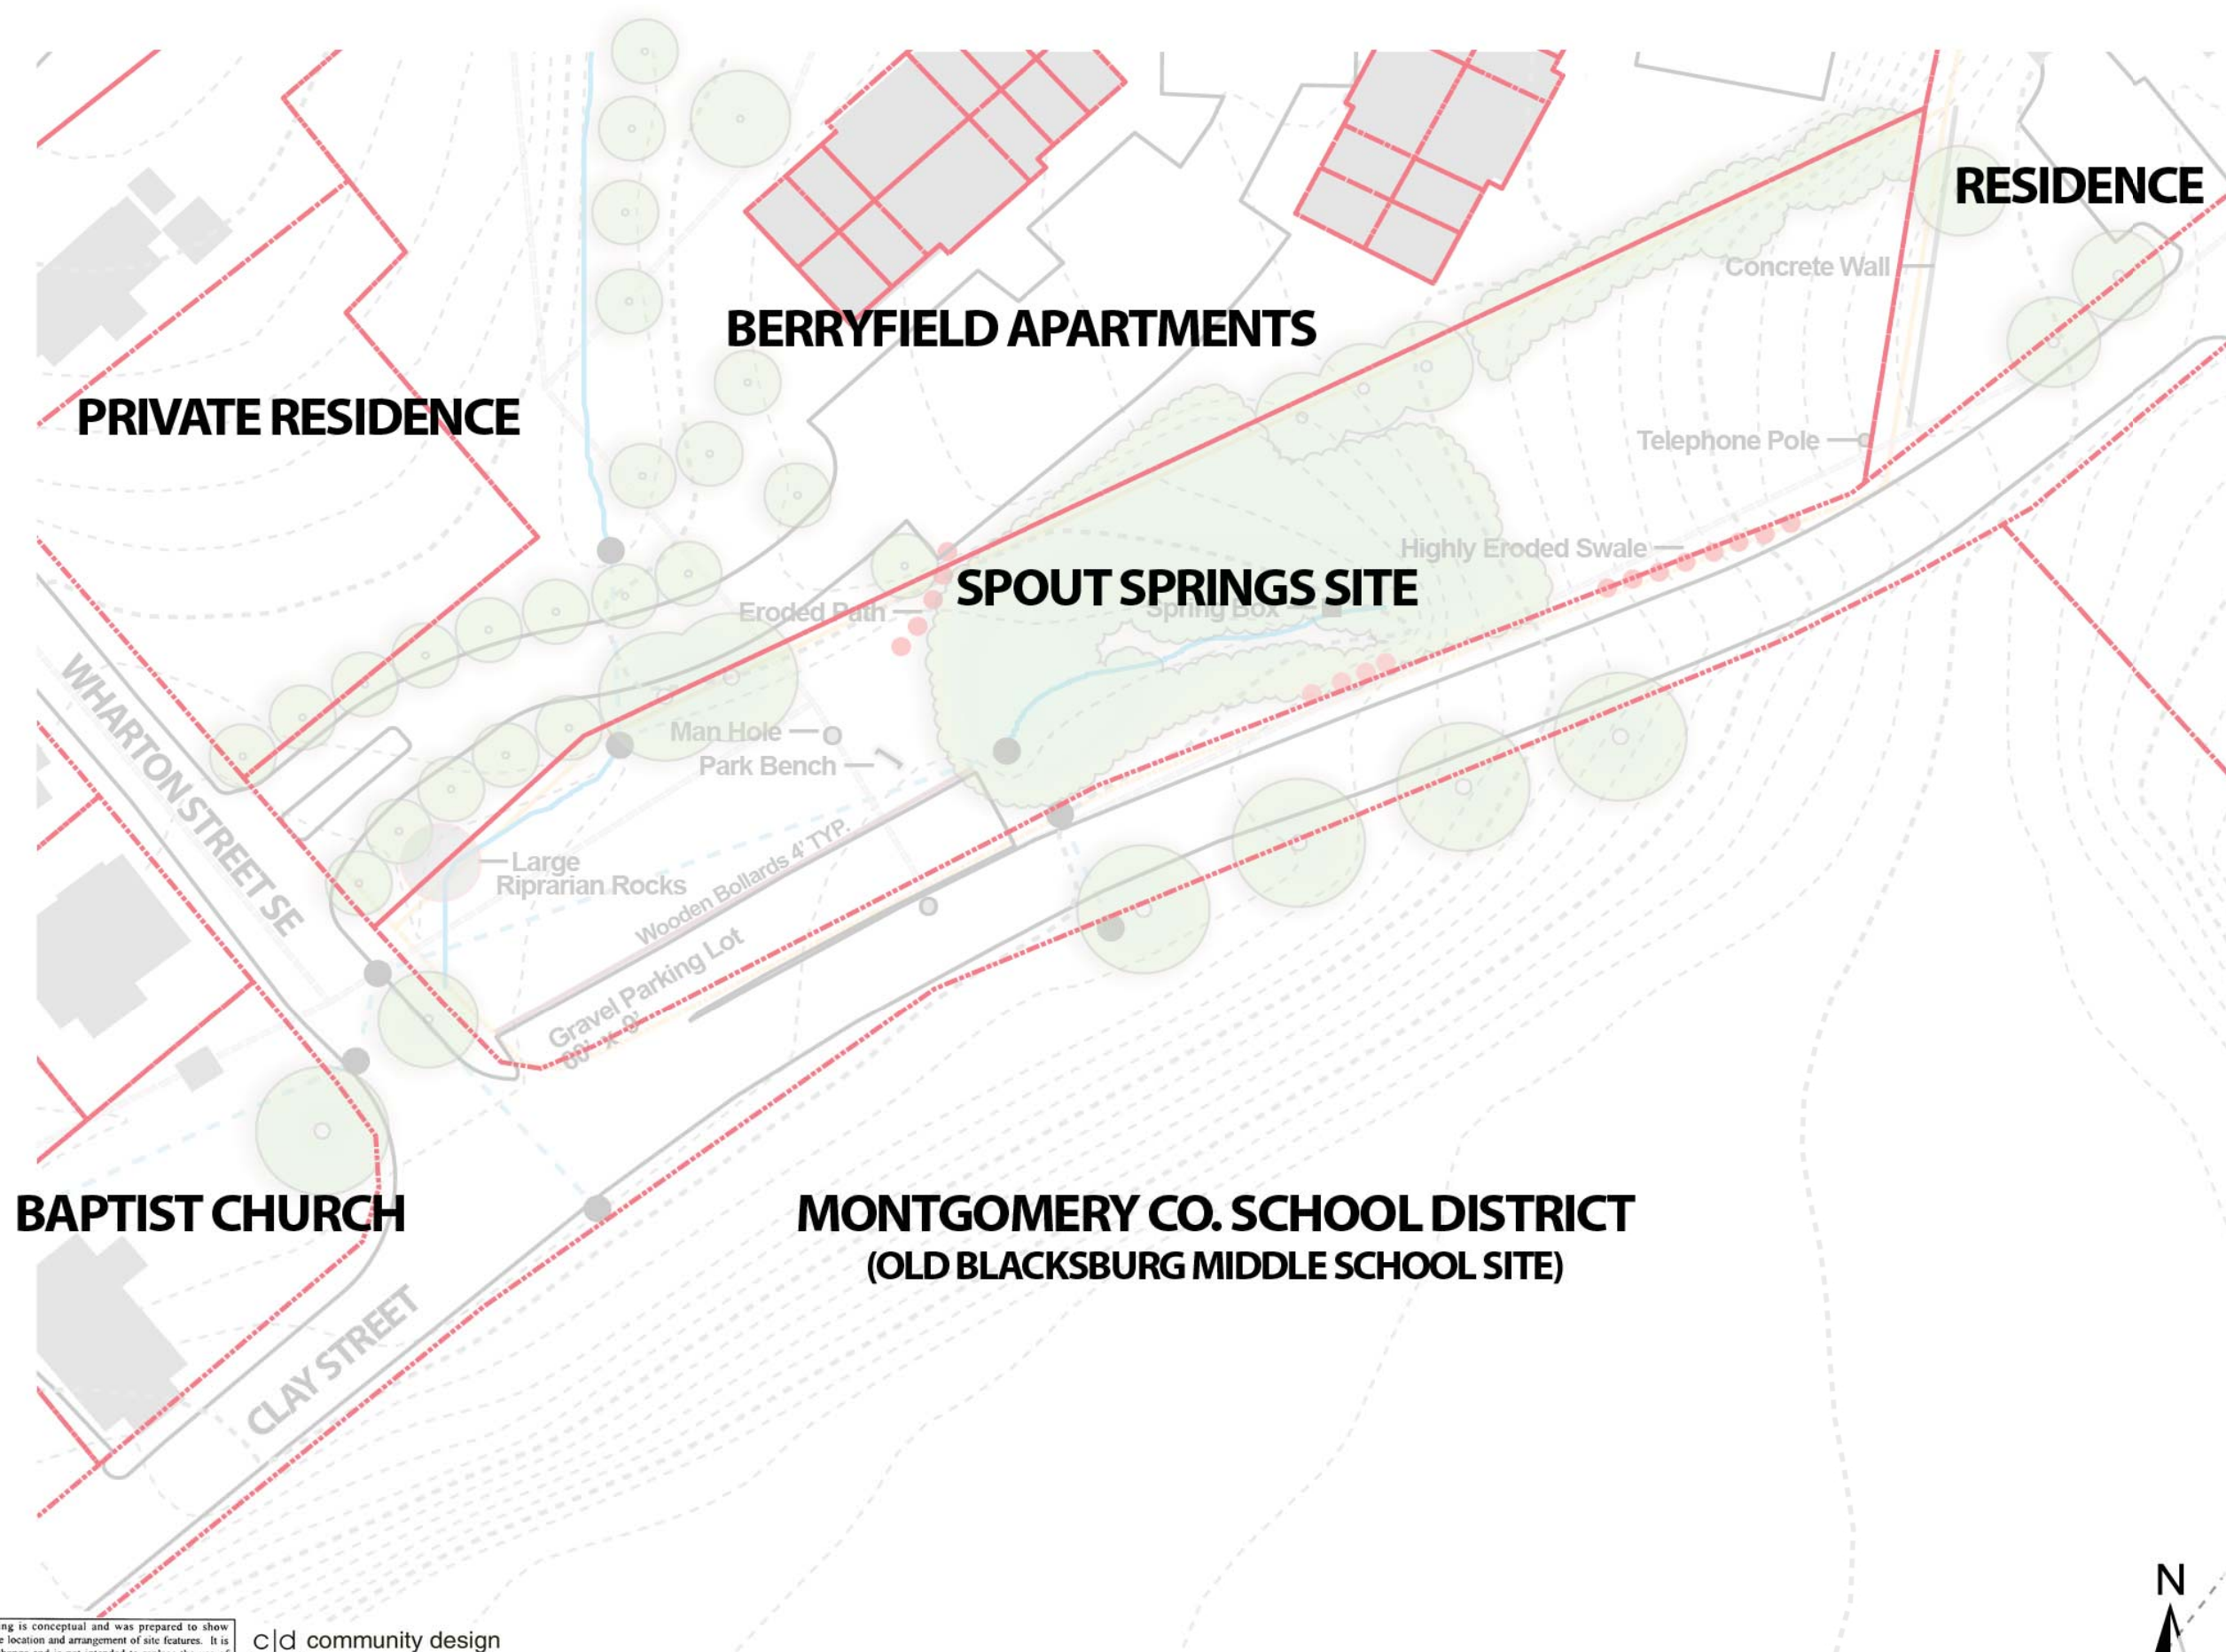 RESIDENCE
Concrete Wall
BERRYFIELD APARTMENTS
PRIVATE RESIDENCE
Telephone Pole
Highly Eroded Swale
SPOUT SPRINGS SITE
Eroded Path
Spring Box
WHARTON STREET SE
Man Hole
Park Bench
Large
Riprarian Rocks
Wooden Bollards 4' TYP.
Gravel Parking Lot
60' X 9'
BAPTIST CHURCH
MONTGOMERY CO. SCHOOL DISTRICT
(OLD BLACKSBURG MIDDLE SCHOOL SITE)
CLAY STREET
N
ng is conceptual and was prepared to show
e location and arrangement of site features. It is
c|d community design